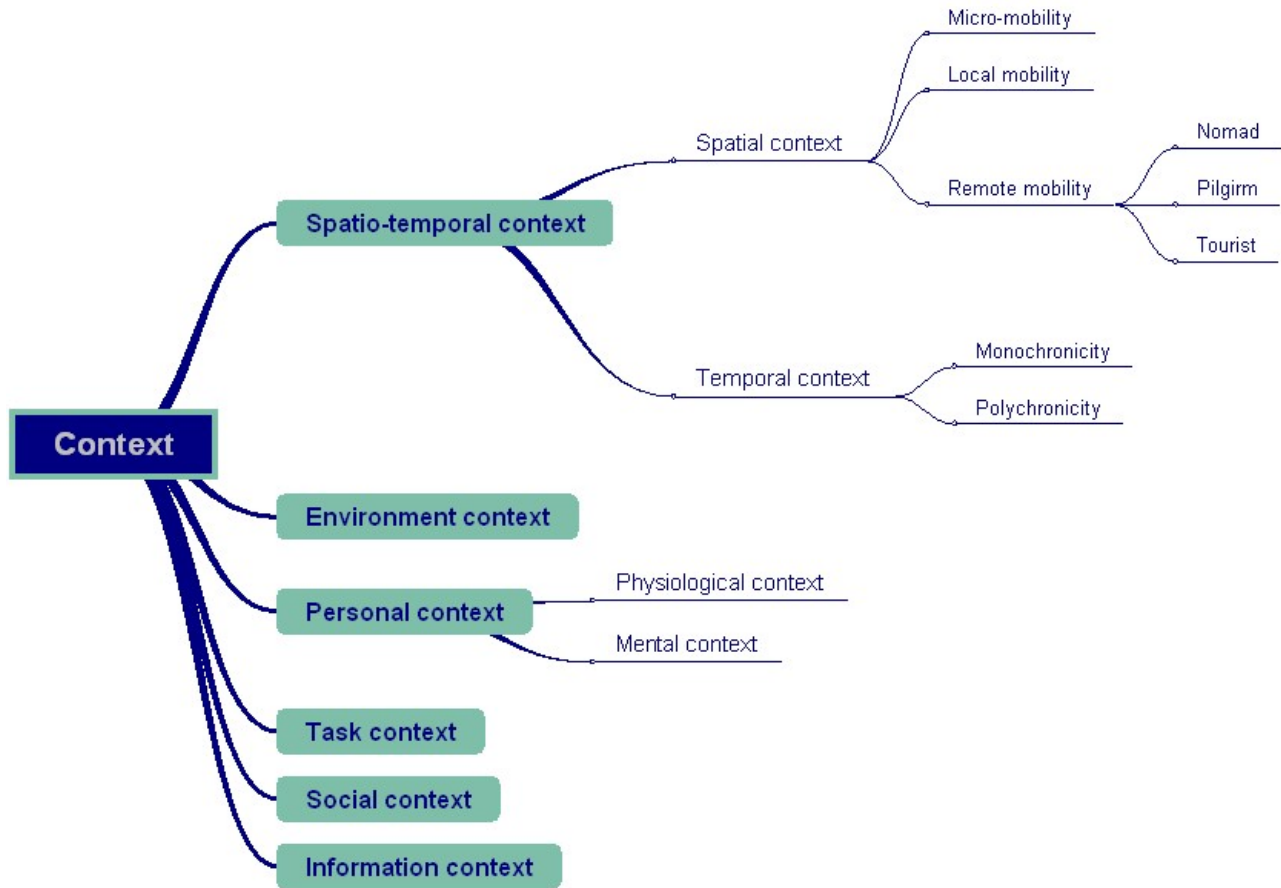 Micro-mobility
Local mobility
Spatial context
Nomad
Remote mobility
Pilgirm
Spatio-temporal context
Tourist
Monochronicity
Temporal context
Polychronicity
Context
Environment context
Physiological context
Personal context
Mental context
Task context
Social context
Information context